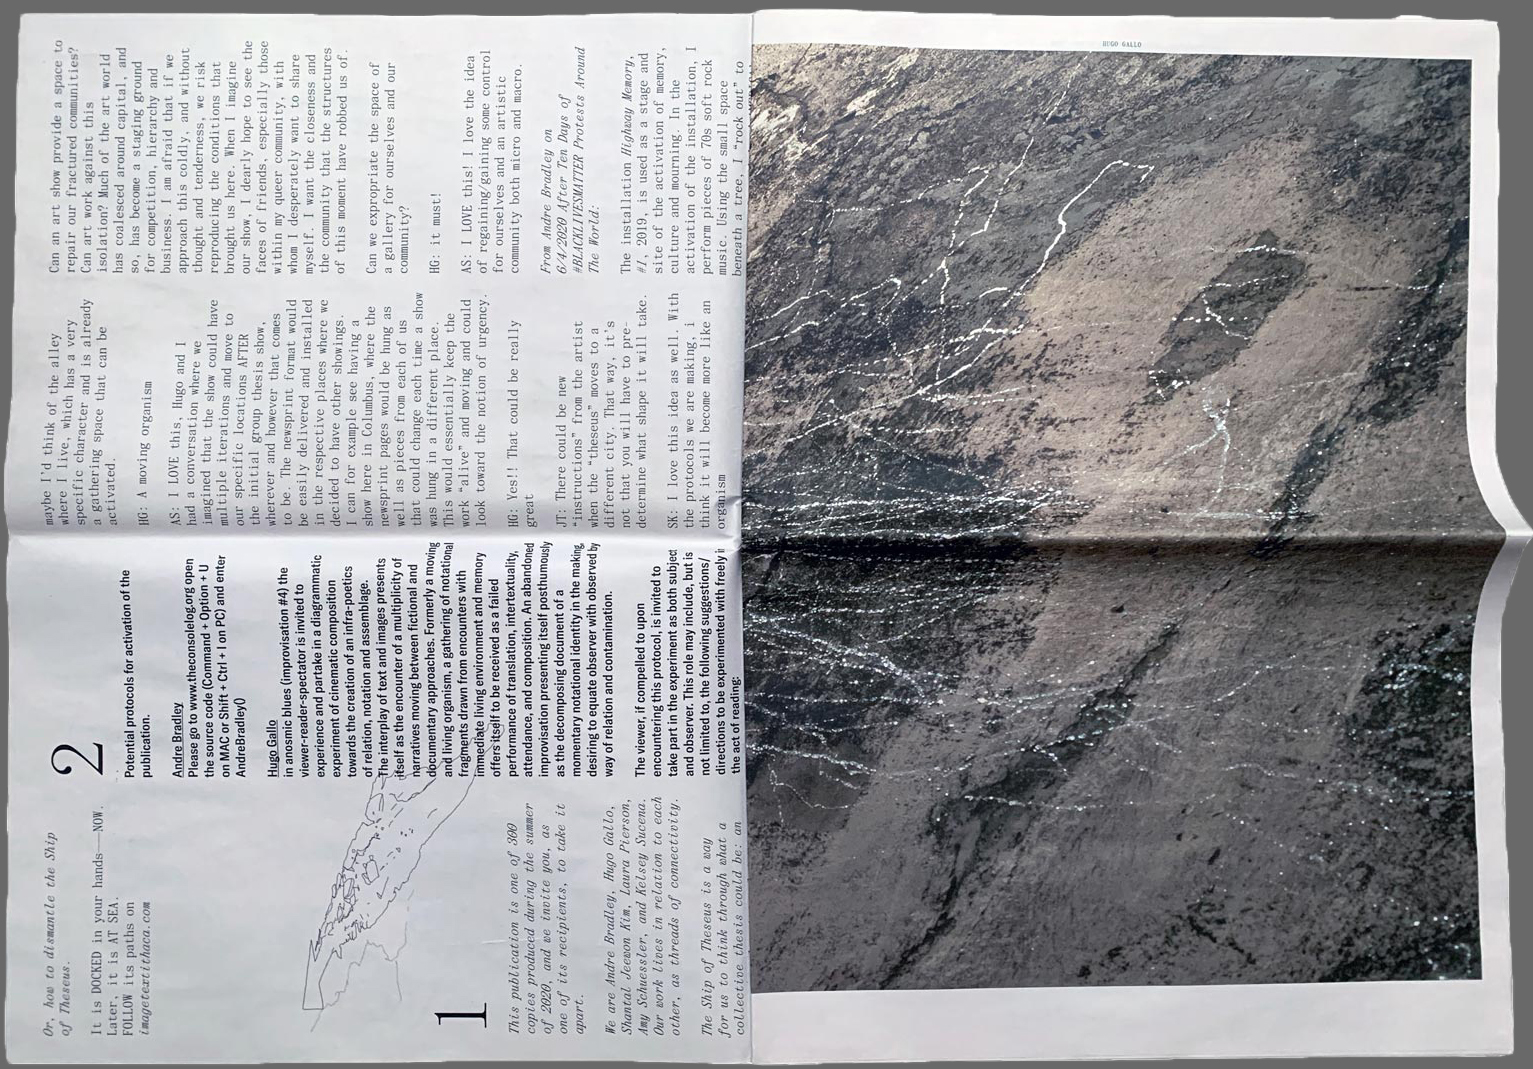 Or, how to dismantle the Ship
of Theseus.
It is DOCKED in your hands——NOW.
Later, it is AT SEA.
FOLLOW its paths on
imagetextithaca.com
1
This publication is one of 300
copies produced during the summer
of 2020, and we invite you, as
one of its recipients, to take it
apart.
We are Andre Bradley, Hugo Gallo,
Shantal Jeewon Kim, Laura Pierson,
Amy Schuessler, and Kelsey Sucena.
Our work lives in relation to each
other, as threads of connectivity.
The Ship of Theseus is a way
for us to think through what a
collective thesis could be: an
2
Potential protocols for activation of the
publication.
Andre Bradley
Please go to www.theconsolelog.org open
the source code (Command + Option + U
on MAC or Shift + Ctrl + I on PC) and enter
AndreBradley()
Hugo Gallo
in anosmic blues (improvisation #4) the
viewer-reader-spectator is invited to
experience and partake in a diagrammatic
experiment of cinematic composition
towards the creation of an infra-poetics
of relation, notation and assemblage.
The interplay of text and images presents
itself as the encounter of a multiplicity of
narratives moving between fictional and
documentary approaches. Formerly a moving
and living organism, a gathering of notational
fragments drawn from encounters with
immediate living environment and memory
offers itself to be received as a failed
performance of translation, intertextuality,
attendance, and composition. An abandoned
improvisation presenting itself posthumously
as the decomposing document of a
momentary notational identity in the making,
desiring to equate observer with observed by
way of relation and contamination.
The viewer, if compelled to upon
encountering this protocol, is invited to
take part in the experiment as both subject
and observer. This role may include, but is
not limited to, the following suggestions/
directions to be experimented with freely i
the act of reading:
maybe I'd think of the alley
where I live, which has a very
specific character and is already
a gathering space that can be
activated.
HG: A moving organism
AS: I LOVE this, Hugo and I
had a conversation where we
imagined that the show could have
multiple iterations and move to
our specific locations AFTER
the initial group thesis show,
wherever and however that comes
to be. The newsprint format would
be easily delivered and installed
in the respective places where we
decided to have other showings.
I can for example see having a
show here in Columbus, where the
newsprint pages would be hung as
well as pieces from each of us
that could change each time a show
was hung in a different place.
This would essentially keep the
work "alive" and moving and could
look toward the notion of urgency.
HG: Yes!! That could be really
great
JT: There could be new
"instructions" from the artist
when the "theseus" moves to a
different city. That way, it's
not that you will have to pre-
determine what shape it will take.
SK: I love this idea as well. With
the protocols we are making, i
think it will become more like an
organism
Can an art show provide a space to
repair our fractured communities?
Can art work against this
isolation? Much of the art world
has coalesced around capital, and
so, has become a staging ground
for competition, hierarchy and
business. I am afraid that if we
approach this coldly, and without
thought and tenderness, we risk
reproducing the conditions that
brought us here. When I imagine
our show, I dearly hope to see the
faces of friends, especially those
within my queer community, with
whom I desperately want to share
myself. I want the closeness and
the community that the structures
of this moment have robbed us of.
Can we expropriate the space of
a gallery for ourselves and our
community?
HG: it must!
AS: I LOVE this! I love the idea
of regaining/gaining some control
for ourselves and an artistic
community both micro and macro.
From Andre Bradley on
6/4/2020 After Ten Days of
#BLACKLIVESMATTER Protests Around
The World:
The installation Highway Memory,
#1, 2019, is used as a stage and
site of the activation of memory,
culture and mourning. In the
activation of the installation, I
perform pieces of 70s soft rock
music. Using the small space
beneath a tree, I "rock out" to
HUGO GALLO